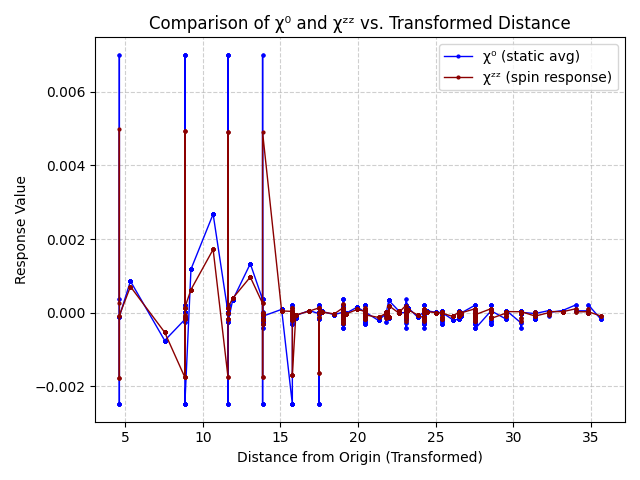 Comparison of χ⁰ and χᶻᶻ vs. Transformed Distance
χ⁰ (static avg)
χᶻᶻ (spin response)
Response Value
0.006
0.004
0.002
0.000
−0.002
5 10 15 20 25 30 35
Distance from Origin (Transformed)